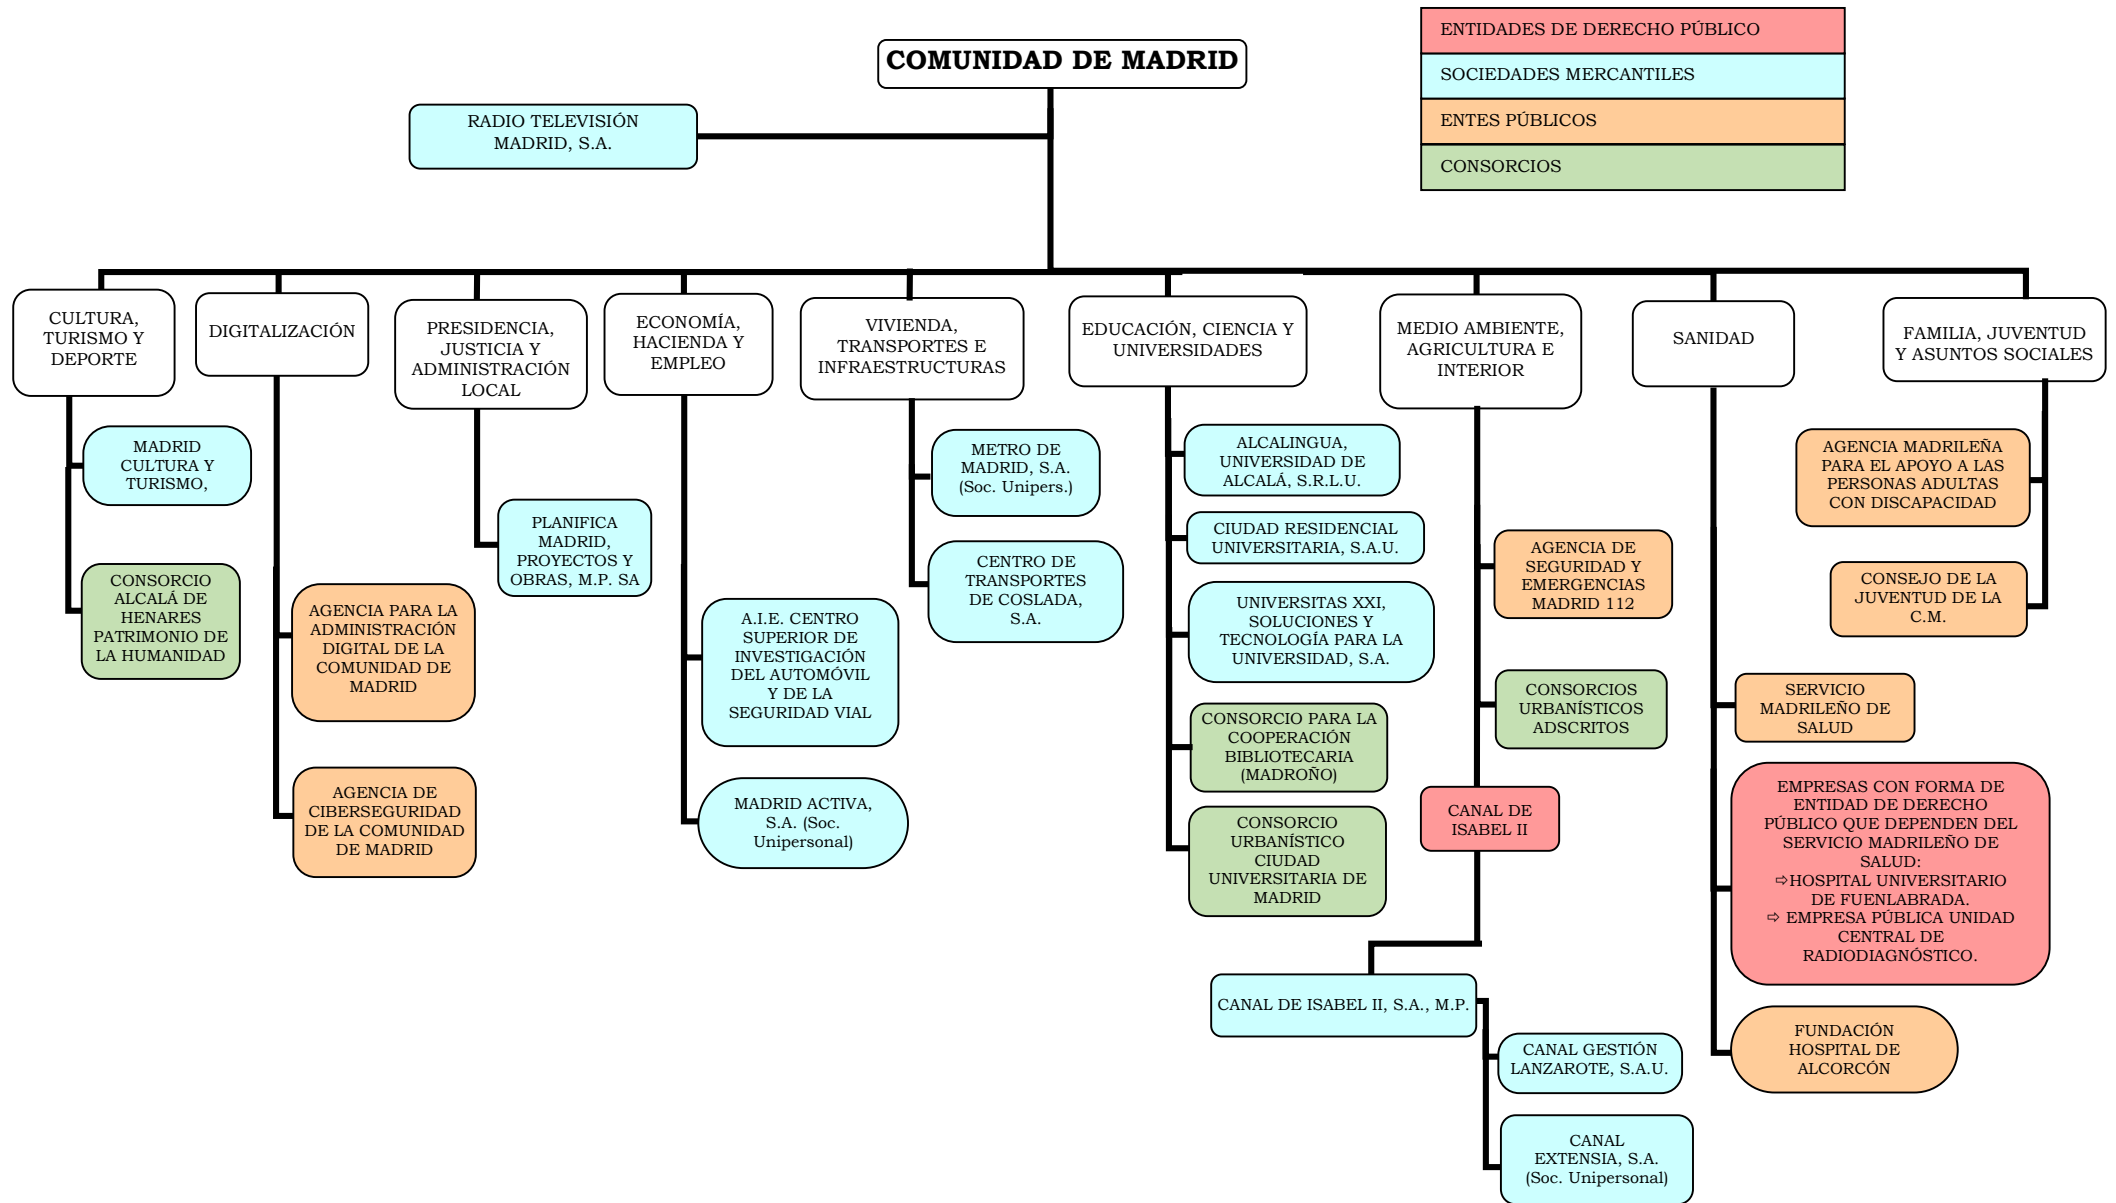 COMUNIDAD DE MADRID
ENTIDADES DE DERECHO PÚBLICO
SOCIEDADES MERCANTILES
ENTES PÚBLICOS
CONSORCIOS
RADIO TELEVISIÓN
MADRID, S.A.
CULTURA,
TURISMO Y
DEPORTE
DIGITALIZACIÓN
PRESIDENCIA,
JUSTICIA Y
ADMINISTRACIÓN
LOCAL
ECONOMÍA,
HACIENDA Y
EMPLEO
VIVIENDA,
TRANSPORTES E
INFRAESTRUCTURAS
EDUCACIÓN, CIENCIA Y
UNIVERSIDADES
MEDIO AMBIENTE,
AGRICULTURA E
INTERIOR
SANIDAD
FAMILIA, JUVENTUD
Y ASUNTOS SOCIALES
MADRID
CULTURA Y
TURISMO,
CONSORCIO
ALCALÁ DE
HENARES
PATRIMONIO DE
LA HUMANIDAD
AGENCIA PARA LA
ADMINISTRACIÓN
DIGITAL DE LA
COMUNIDAD DE
MADRID
AGENCIA DE
CIBERSEGURIDAD
DE LA COMUNIDAD
DE MADRID
PLANIFICA
MADRID,
PROYECTOS Y
OBRAS, M.P. SA
A.I.E. CENTRO
SUPERIOR DE
INVESTIGACIÓN
DEL AUTOMÓVIL
Y DE LA
SEGURIDAD VIAL
MADRID ACTIVA,
S.A. (Soc.
Unipersonal)
METRO DE
MADRID, S.A.
(Soc. Unipers.)
CENTRO DE
TRANSPORTES
DE COSLADA,
S.A.
ALCALINGUA,
UNIVERSIDAD DE
ALCALÁ, S.R.L.U.
CIUDAD RESIDENCIAL
UNIVERSITARIA, S.A.U.
UNIVERSITAS XXI,
SOLUCIONES Y
TECNOLOGÍA PARA LA
UNIVERSIDAD, S.A.
CONSORCIO PARA LA
COOPERACIÓN
BIBLIOTECARIA
(MADROÑO)
CONSORCIO
URBANÍSTICO
CIUDAD
UNIVERSITARIA DE
MADRID
AGENCIA DE
SEGURIDAD Y
EMERGENCIAS
MADRID 112
CONSORCIOS
URBANÍSTICOS
ADSCRITOS
CANAL DE
ISABEL II
CANAL DE ISABEL II, S.A., M.P.
CANAL GESTIÓN
LANZAROTE, S.A.U.
CANAL
EXTENSIA, S.A.
(Soc. Unipersonal)
SERVICIO
MADRILEÑO DE
SALUD
EMPRESAS CON FORMA DE
ENTIDAD DE DERECHO
PÚBLICO QUE DEPENDEN DEL
SERVICIO MADRILEÑO DE
SALUD:
⇨HOSPITAL UNIVERSITARIO
DE FUENLABRADA.
⇨ EMPRESA PÚBLICA UNIDAD
CENTRAL DE
RADIODIAGNÓSTICO.
FUNDACIÓN
HOSPITAL DE
ALCORCÓN
AGENCIA MADRILEÑA
PARA EL APOYO A LAS
PERSONAS ADULTAS
CON DISCAPACIDAD
CONSEJO DE LA
JUVENTUD DE LA
C.M.